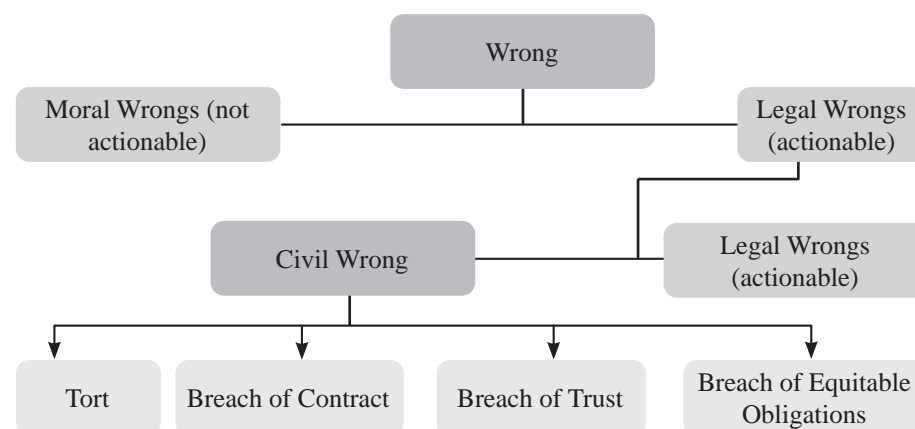 Wrong
Moral Wrongs (not
actionable)
Legal Wrongs
(actionable)
Civil Wrong
Legal Wrongs
(actionable)
Tort
Breach of Contract
Breach of Trust
Breach of Equitable
Obligations